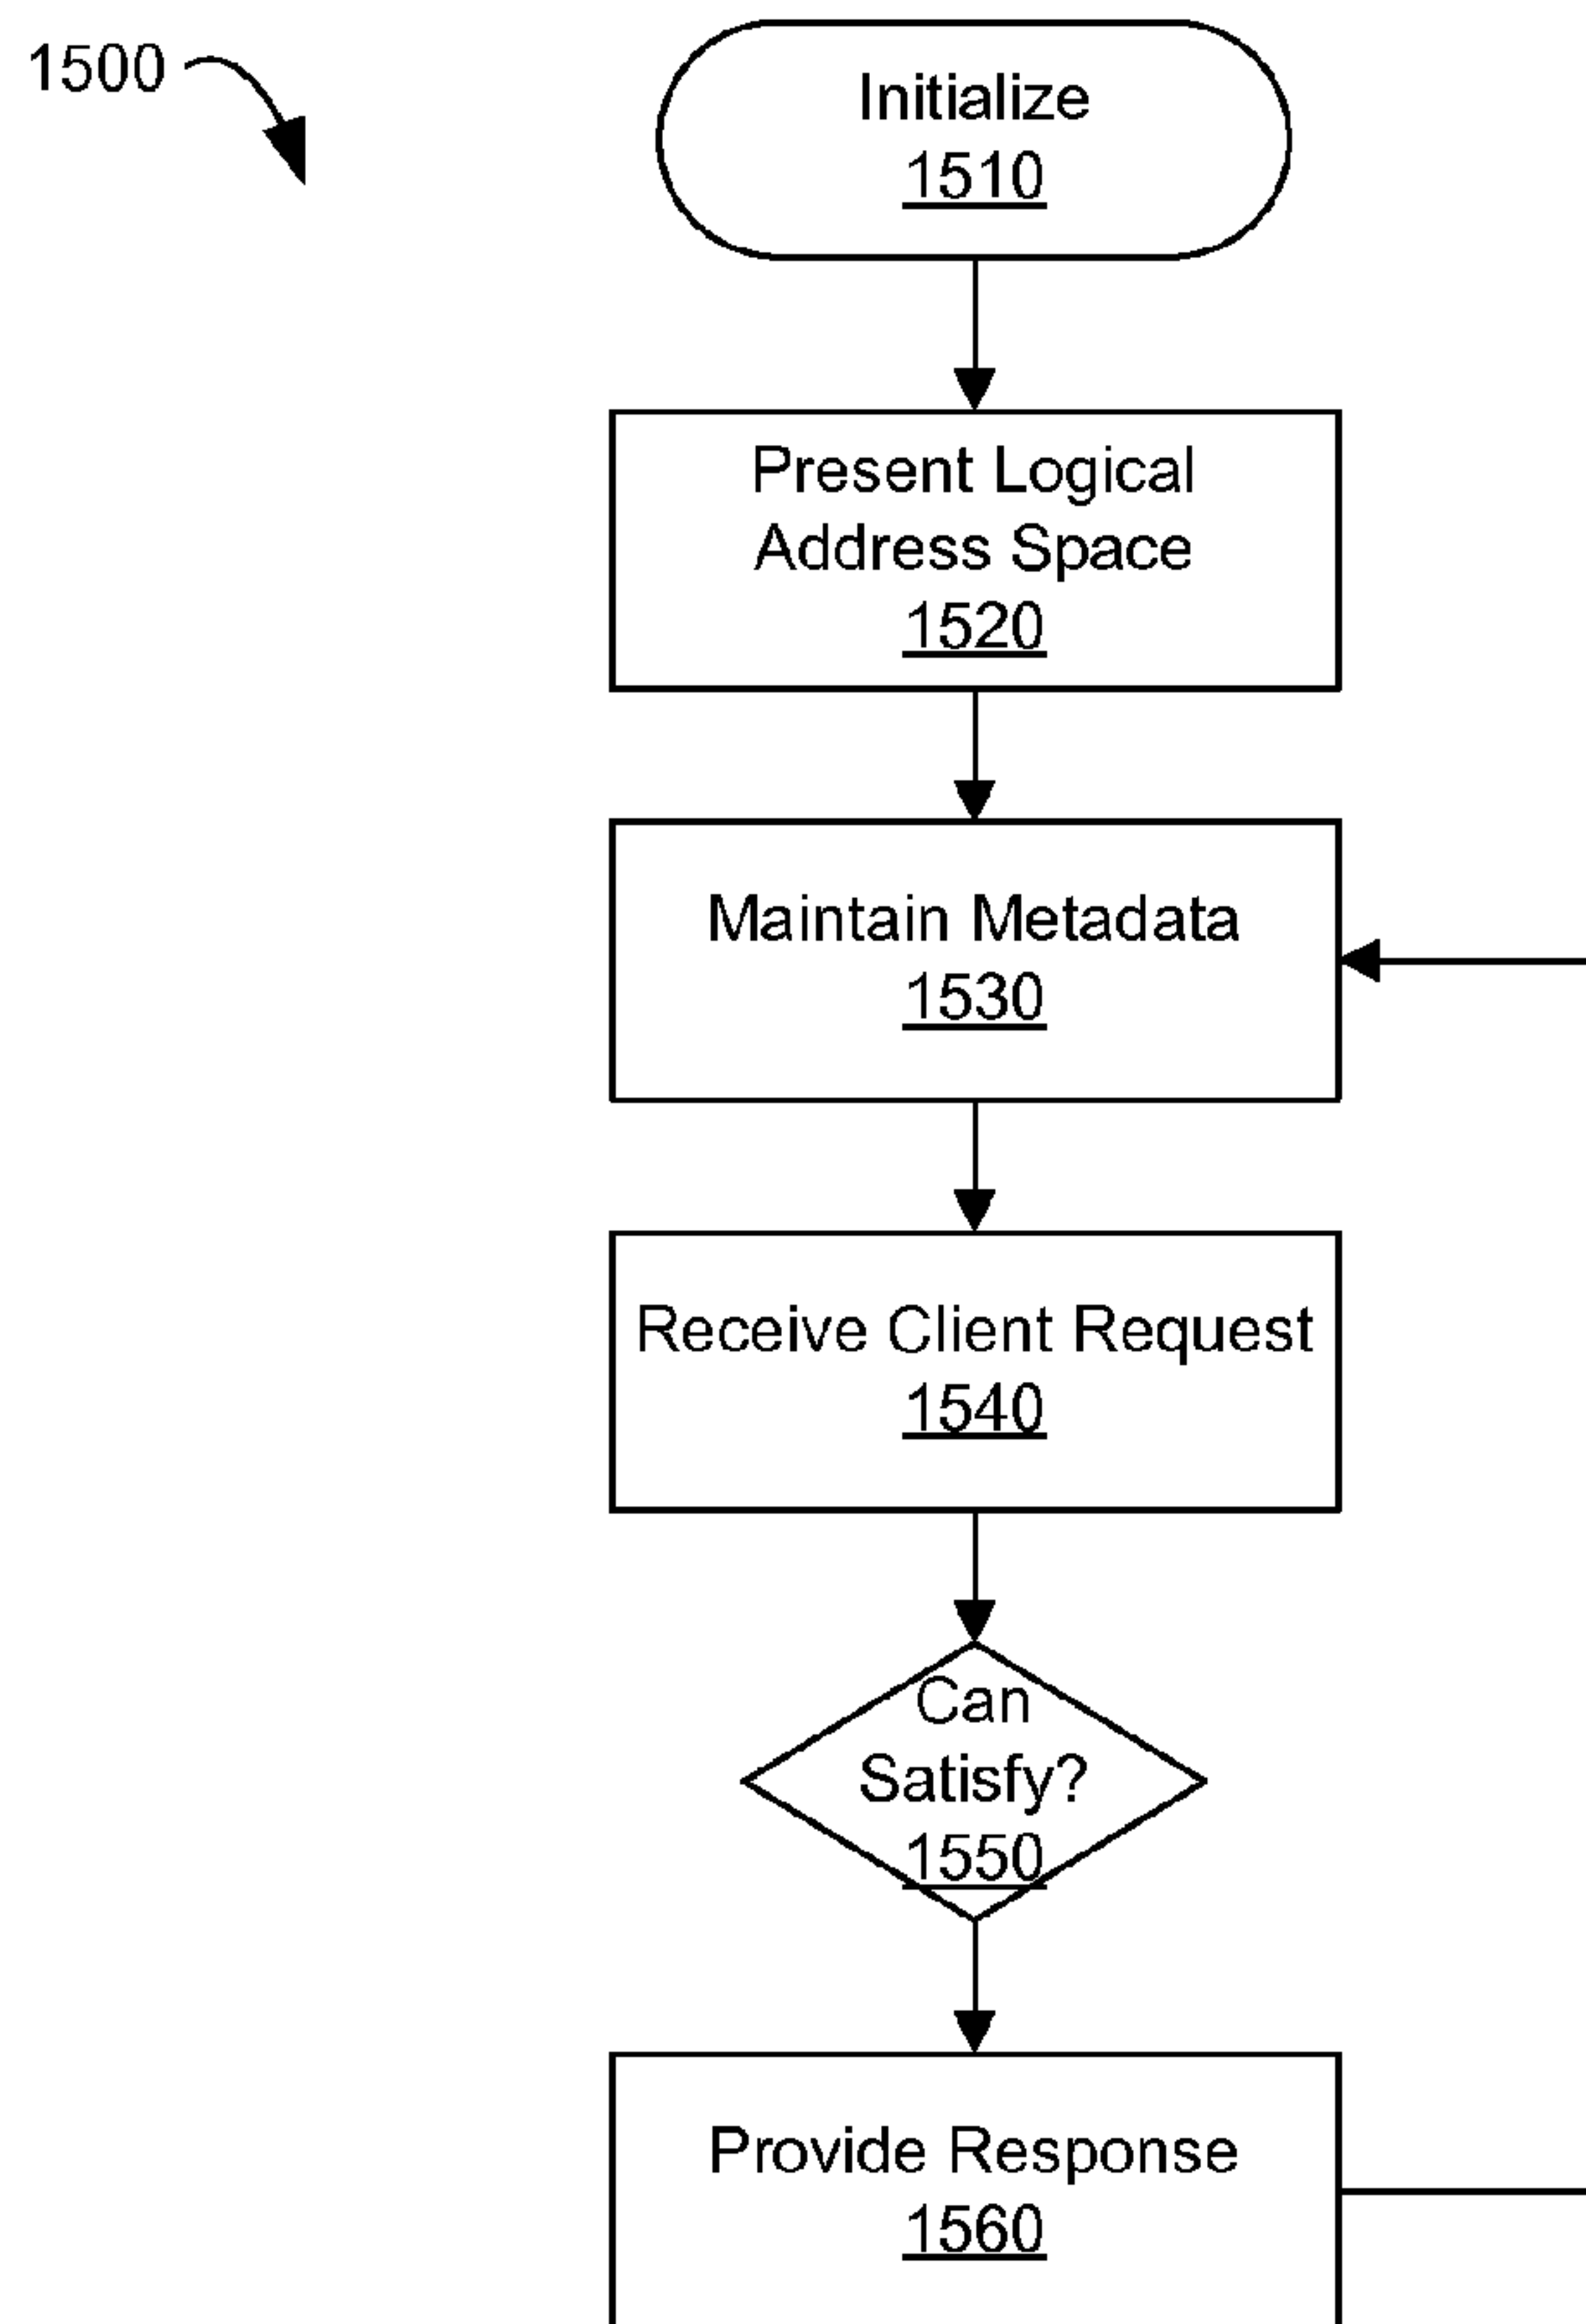 1500
Initialize
1510
Present Logical
Address Space
1520
Maintain Metadata
1530
Receive Client Request
1540
Can
Satisfy?
1550
Provide Response
1560